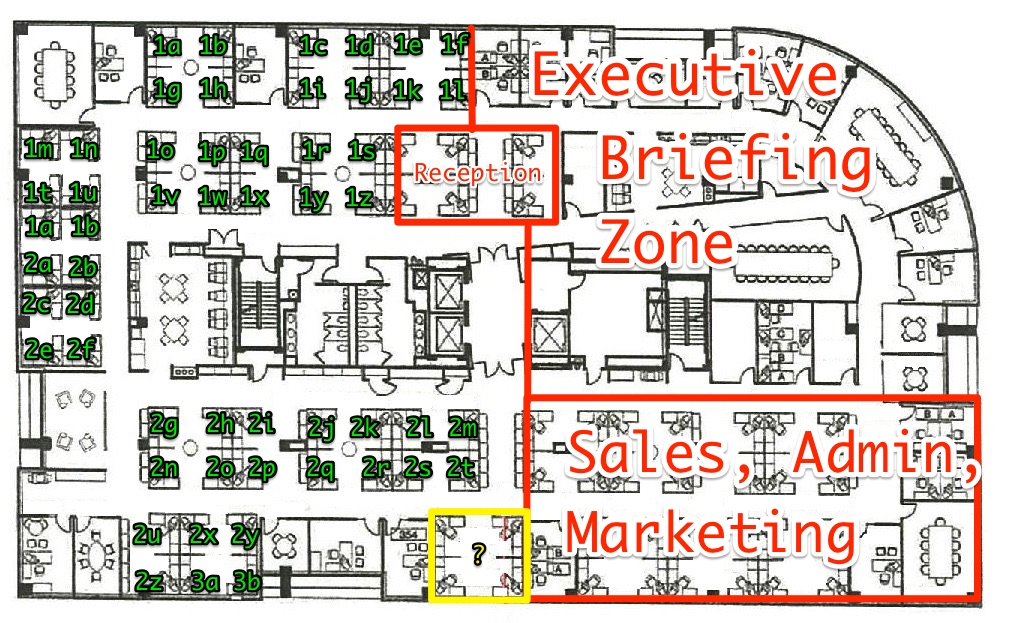 1a 1b 1c 1d 1e 1f
Executive
1g 1h 1i 1j 1k 1l
A
B
A
1m 1n 1o 1p 1q 1r 1s
Briefing
Reception
1t 1u 1v 1w 1x 1y 1z
1a 1b
Zone
2a 2b
2c 2d
D
C
2e 2f
B
A
2g 2h 2i 2j 2k 2l 2m
B A
Sales, Admin,
2n 2o 2p 2q 2r 2s 2t
2u 2x 2y
354
?
Marketing
A
2z 3a 3b